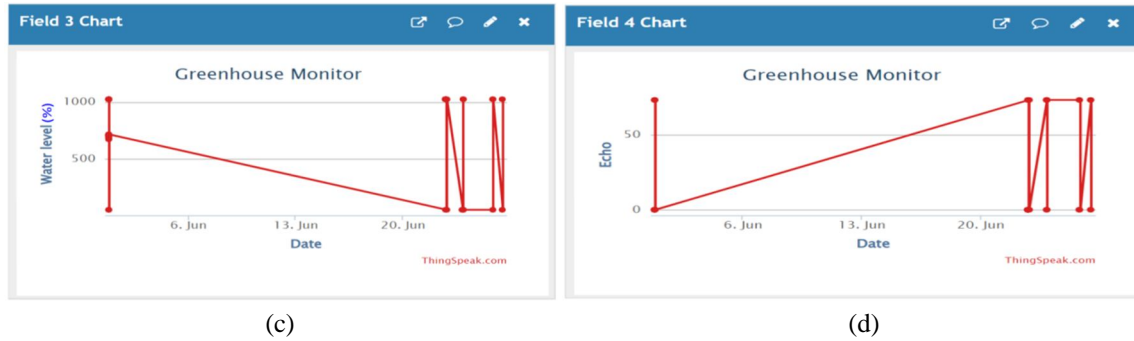 Field 3 Chart
Greenhouse Monitor
Water level (%)
1000
500
6. Jun
13. Jun
20. Jun
Date
ThingSpeak.com
(c)
Field 4 Chart
Greenhouse Monitor
Echo
50
0
6. Jun
13. Jun
20. Jun
Date
ThingSpeak.com
(d)